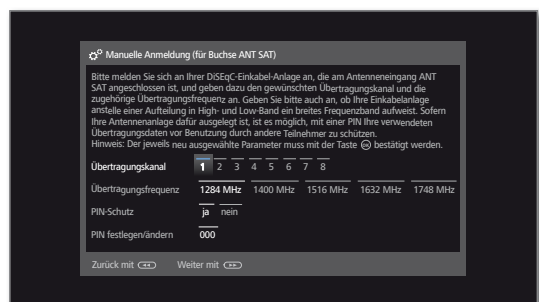 Manuelle Anmeldung (für Buchse ANT SAT)
Bitte melden Sie sich an Ihrer DiSEqC-Einkabel-Anlage an, die am Antenneneingang ANT
SAT angeschlossen ist, und geben dazu den gewünschten Übertragungskanal und die
zugehörige Übertragungsfrequenz an. Geben Sie bitte auch an, ob Ihre Einkabelanlage
anstelle einer Aufteilung in High- und Low-Band ein breites Frequenzband aufweist. Sofern
Ihre Antennenanlage dafür ausgelegt ist, ist es möglich, mit einer PIN Ihre verwendeten
Übertragungsdaten vor Benutzung durch andere Teilnehmer zu schützen.
Hinweis: Der jeweils neu ausgewählte Parameter muss mit der Taste OK bestätigt werden.
Übertragungskanal 1 2 3 4 5 6 7 8
Übertragungsfrequenz 1284 MHz 1400 MHz 1516 MHz 1632 MHz 1748 MHz
PIN-Schutz ja nein
PIN festlegen/ändern 000
Zurück mit Weiter mit